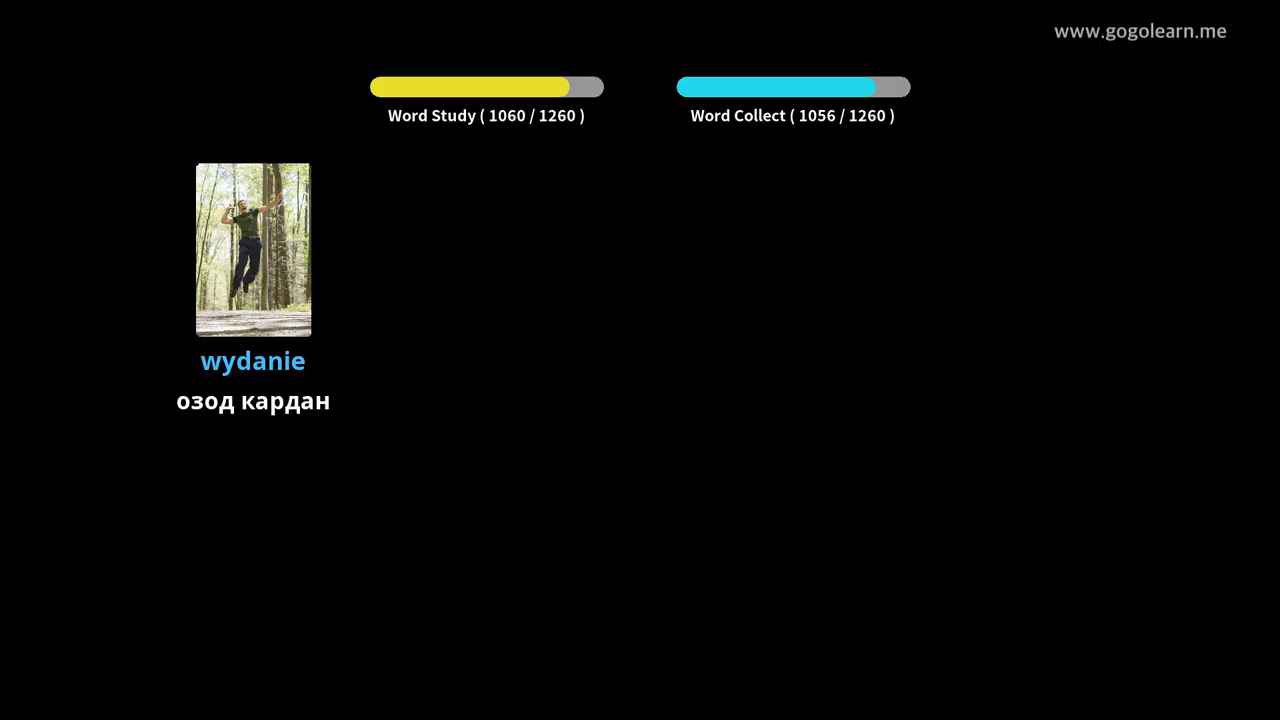 www.gogolearn.me
Word Study ( 1060 / 1260 )
Word Collect ( 1056 / 1260 )
wydanie
озод кардан